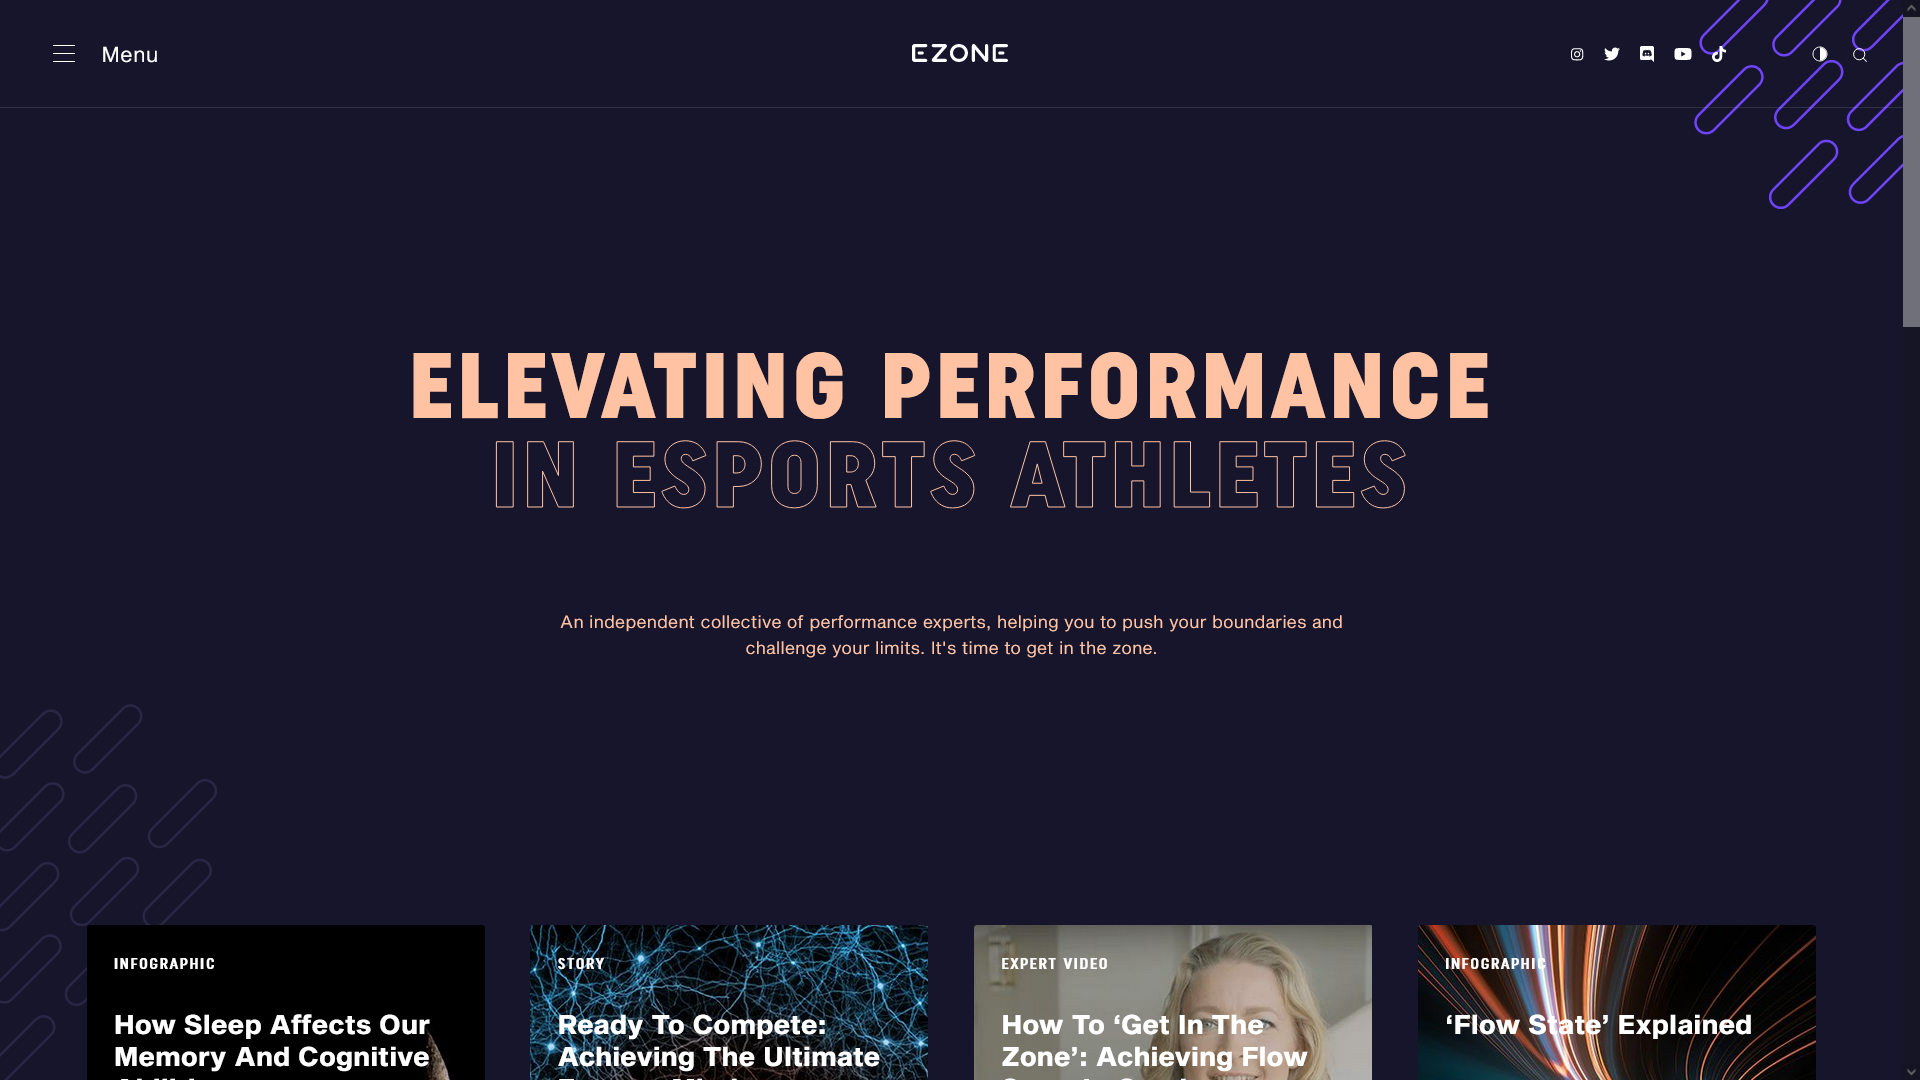 Menu
EZONE
ELEVATING PERFORMANCE
IN ESPORTS ATHLETES
An independent collective of performance experts, helping you to push your boundaries and
challenge your limits. It's time to get in the zone.
INFOGRAPHIC
How Sleep Affects Our
Memory And Cognitive
STORY
Ready To Compete:
Achieving The Ultimate
EXPERT VIDEO
How To ‘Get In The
Zone’: Achieving Flow
INFOGRAPHIC
‘Flow State’ Explained